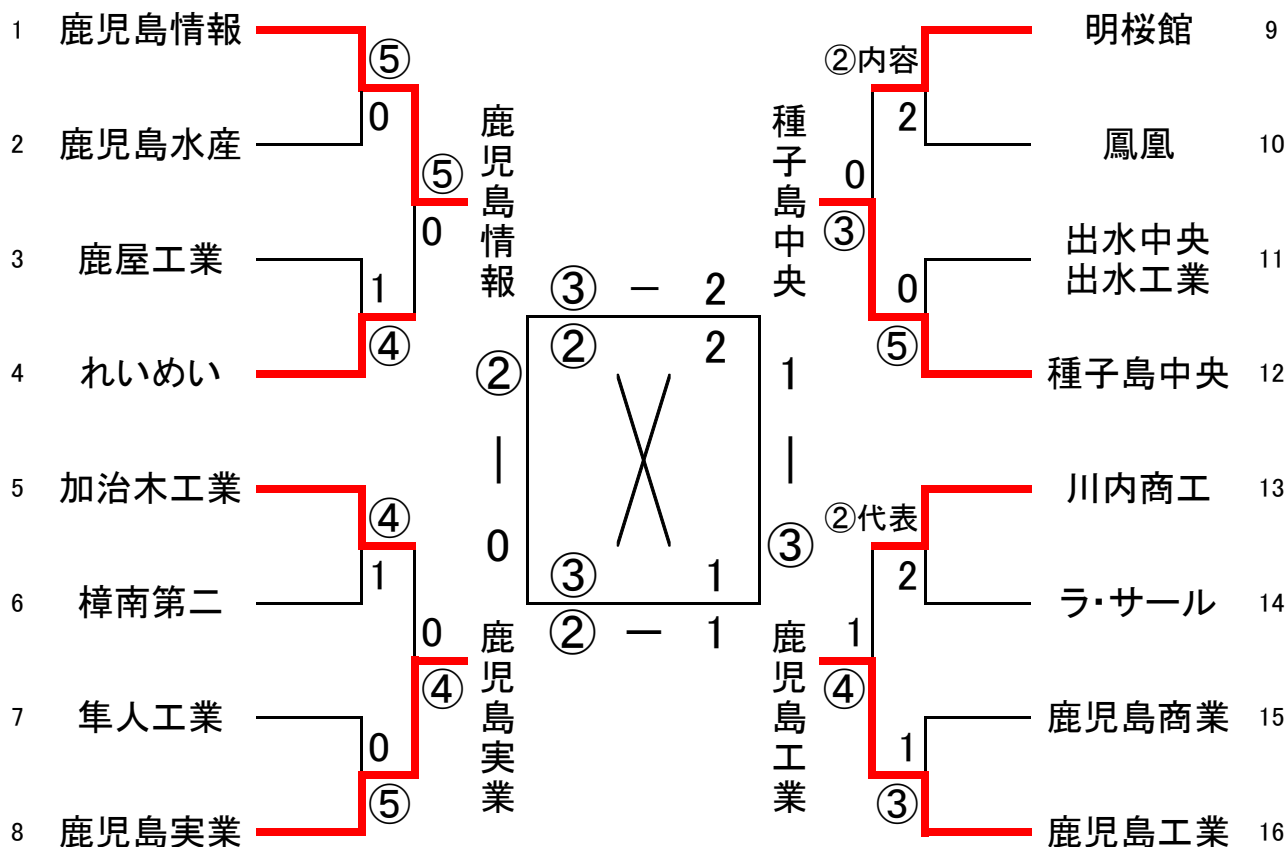 1 鹿児島情報
⑤
0
2 鹿児島水産
⑤
0
3 鹿屋工業
1
④
4 れいめい
5 加治木工業
④
1
6 樟南第二
0
④
7 隼人工業
0
⑤
8 鹿児島実業
鹿児島情報
鹿児島実業
③ － 2
② 2
② | 0
1 | ③
③ 1
② － 1
種子島中央
鹿児島工業
明桜館 9
②内容
2
鳳凰 10
0
③
出水中央
出水工業 11
0
⑤
種子島中央 12
川内商工 13
②代表
2
ラ・サール 14
1
④
鹿児島商業 15
1
③
鹿児島工業 16